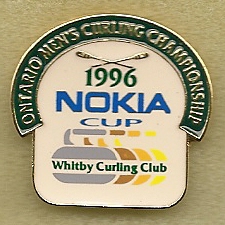 ONTARIO MEN'S CURLING CHAMPIONSHIP
1996
NOKIA
CUP
Whitby Curling Club